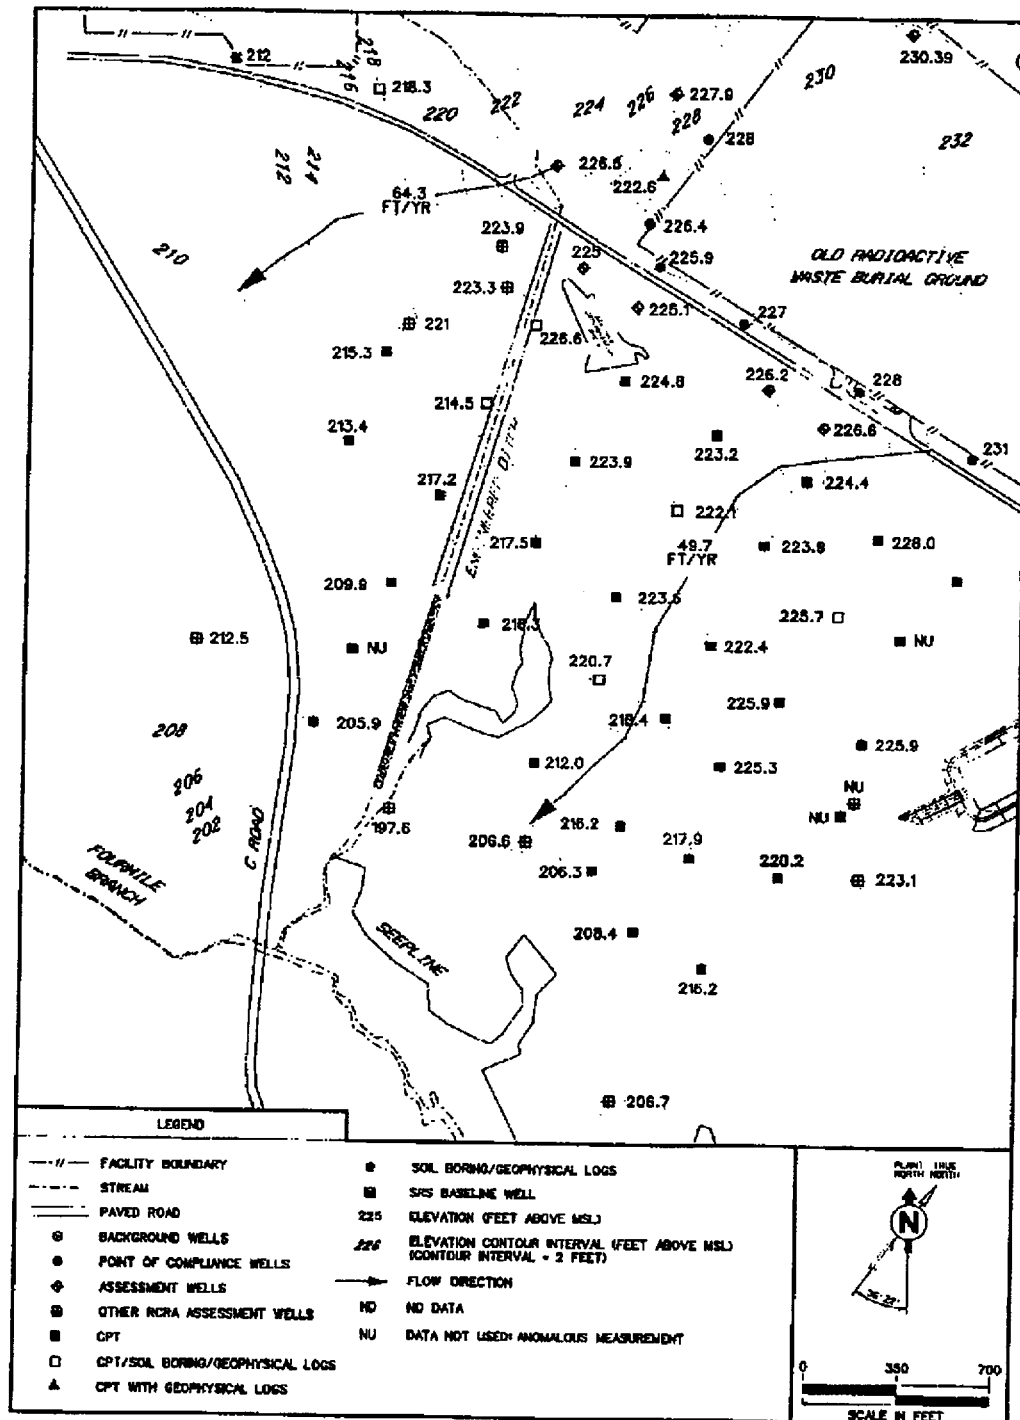 212
218
216
218.3
220
222
224
226
227.9
228
230
230.39
228
232
212
214
226.8
222.6
64.3
FT/YR
226.4
223.9
225
225.9
OLD RADIOACTIVE
WASTE BURIAL GROUND
210
223.3
225.1
227
221
225.6
215.3
224.8
226.2
228
214.5
213.4
223.2
226.6
231
223.9
217.2
224.4
222.1
217.5
49.7
FT/YR
223.8
228.0
209.9
223.5
225.7
212.5
218.3
NU
222.4
NU
220.7
225.9
205.9
218.4
208
225.9
212.0
225.3
206
204
202
NU
NU
197.6
C ROAD
206.6
216.2
217.9
206.3
220.2
223.1
FOURMILE
BRANCH
SEEPLINE
208.4
216.2
206.7
LEGEND
FACILITY BOUNDARY
STREAM
PAVED ROAD
BACKGROUND WELLS
POINT OF COMPLIANCE WELLS
ASSESSMENT WELLS
OTHER RCRA ASSESSMENT WELLS
CPT
CPT/SOIL BORING/GEOPHYSICAL LOGS
CPT WITH GEOPHYSICAL LOGS
SOIL BORING/GEOPHYSICAL LOGS
SRS BASELINE WELL
225 ELEVATION (FEET ABOVE MSL)
226 ELEVATION CONTOUR INTERVAL (FEET ABOVE MSL)
(CONTOUR INTERVAL = 2 FEET)
FLOW DIRECTION
ND NO DATA
NU DATA NOT USED: ANOMALOUS MEASUREMENT
PLANT TRUE
NORTH NORTH
N
36°22'
0 350 700
SCALE IN FEET